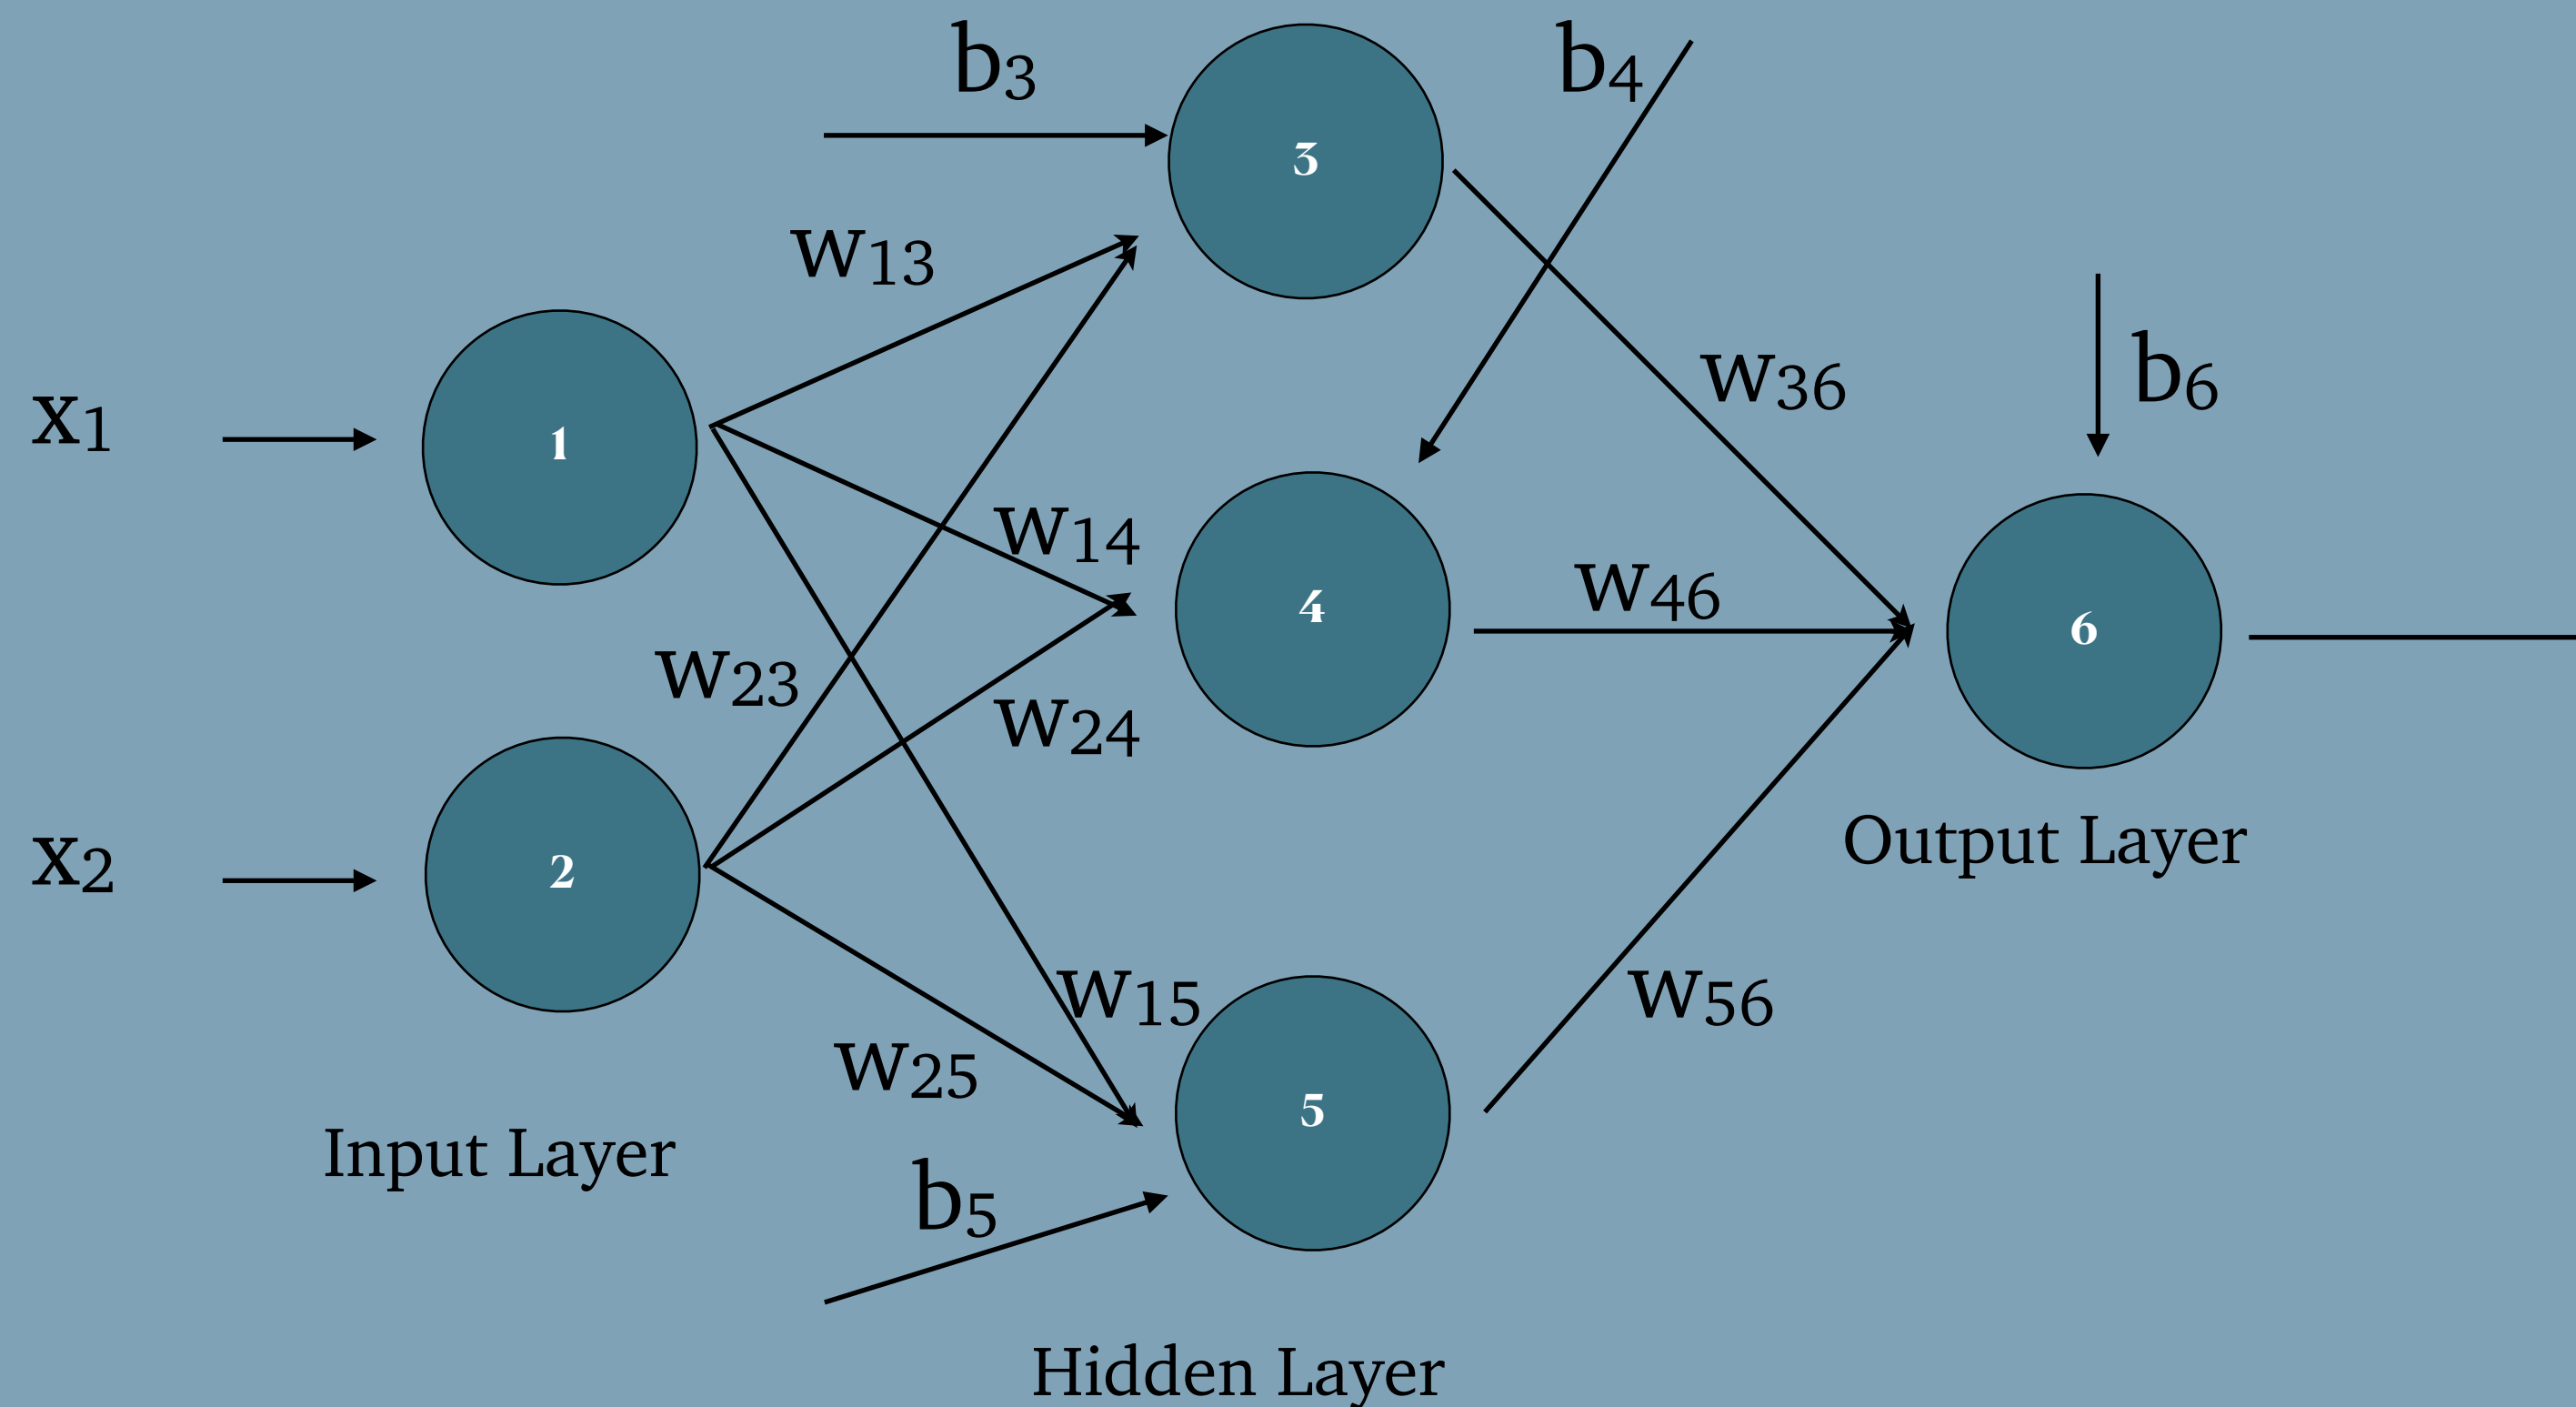 b3
b4
3
w13
w36
b6
x1
1
w14
w46
4
6
w23
w24
x2
2
Output Layer
w15
w56
w25
5
Input Layer
b5
Hidden Layer